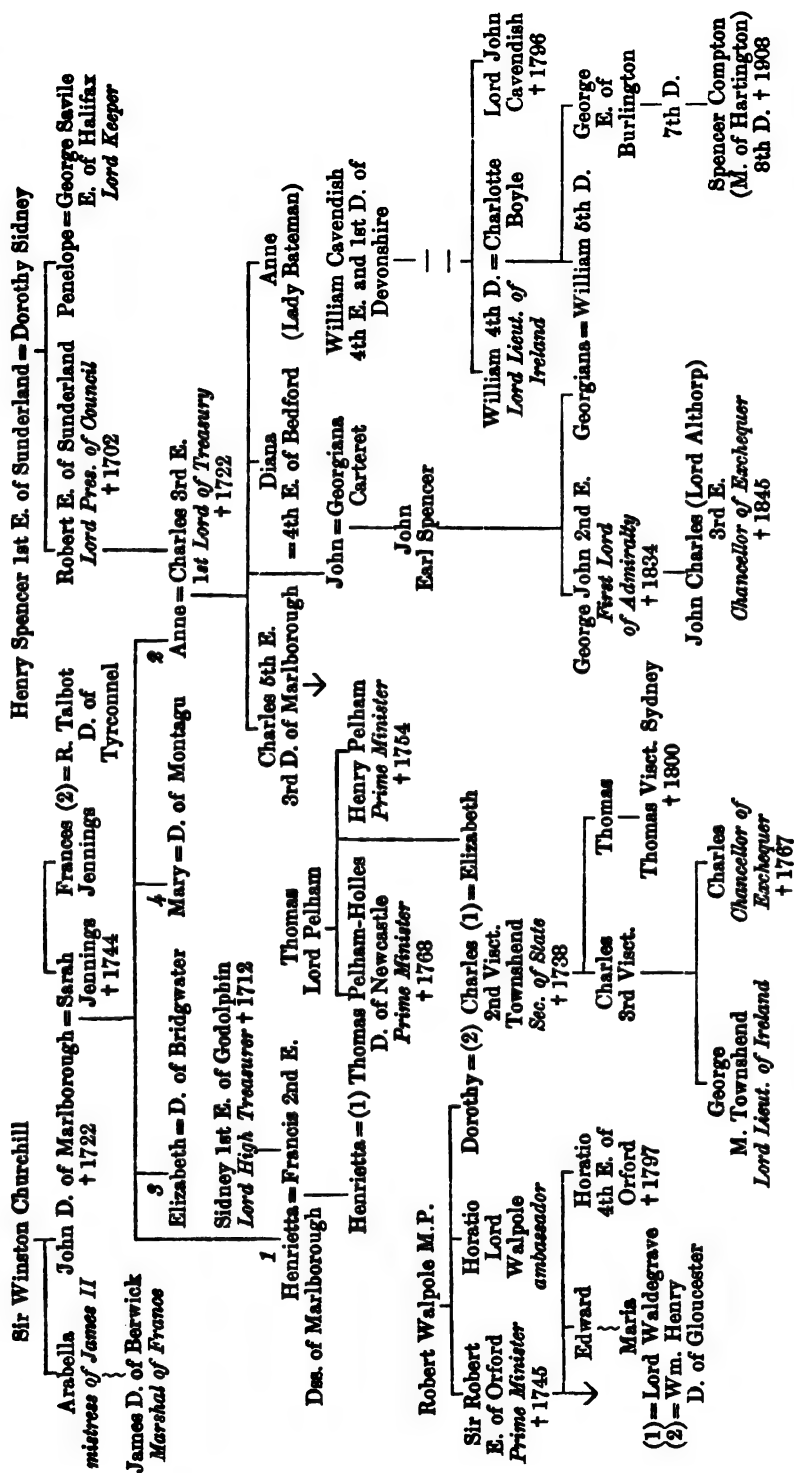 Henry Spencer 1st E. of Sunderland = Dorothy Sidney
Sir Winston Churchill
Robert E. of Sunderland
Lord Pres. of Council
† 1702
Penelope = George Savile
E. of Halifax
Lord Keeper
Arabella
mistress of James II
John D. of Marlborough = Sarah
† 1722
Jennings
† 1744
Frances (2) = R. Talbot
Jennings
D. of
Tyrconnel
James D. of Berwick
Marshal of France
3
Elizabeth = D. of Bridgwater
4
Mary = D. of Montagu
2
Anne = Charles 3rd E.
1st Lord of Treasury
† 1722
Sidney 1st E. of Godolphin
Lord High Treasurer † 1712
1
Henrietta = Francis 2nd E.
Dss. of Marlborough
Charles 5th E.
3rd D. of Marlborough
Diana
= 4th E. of Bedford
Anne
(Lady Bateman)
John = Georgiana
Carteret
John
Earl Spencer
William Cavendish
4th E. and 1st D. of
Devonshire
Thomas
Lord Pelham
Henrietta = (1) Thomas Pelham-Holles
D. of Newcastle
Prime Minister
† 1768
Henry Pelham
Prime Minister
† 1754
William 4th D. = Charlotte
Lord Lieut. of
Ireland
Boyle
Lord John
Cavendish
† 1796
Robert Walpole M.P.
Sir Robert
E. of Orford
Prime Minister
† 1745
Horatio
Lord
Walpole
ambassador
Dorothy = (2) Charles (1) = Elizabeth
2nd Visct.
Townshend
Sec. of State
† 1738
George John 2nd E.
First Lord
of Admiralty
† 1834
Georgiana = William 5th D.
George
E. of
Burlington
7th D.
Edward
Horatio
4th E. of
Orford
† 1797
Maria
(1) = Lord Waldegrave
(2) = Wm. Henry
D. of Gloucester
Charles
3rd Visct.
Thomas
Thomas Visct. Sydney
† 1800
John Charles (Lord Althorp)
3rd E.
Chancellor of Exchequer
† 1845
Spencer Compton
(M. of Hartington)
8th D. † 1908
George
M. Townshend
Lord Lieut. of Ireland
Charles
Chancellor of
Exchequer
† 1767